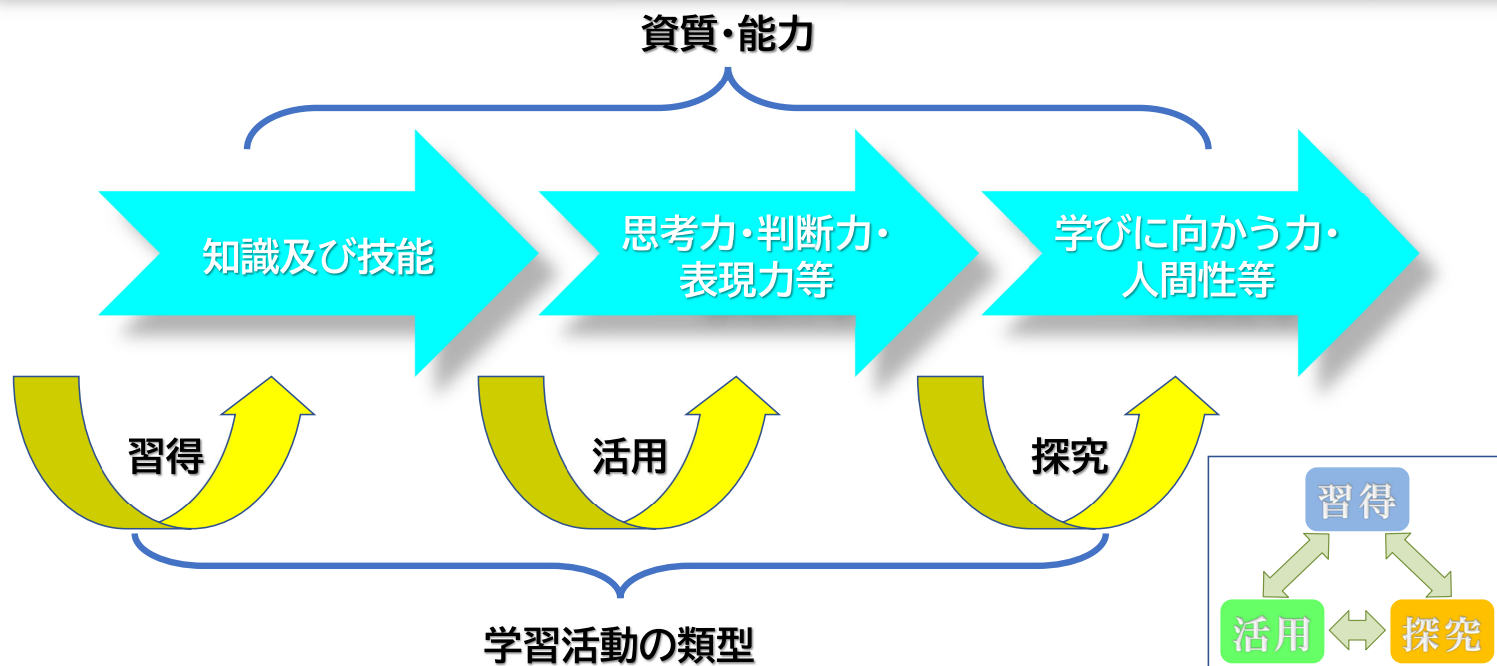 資質・能力
知識及び技能
思考力・判断力・
表現力等
学びに向かう力・
人間性等
習得
活用
探究
学習活動の類型
習得
活用
探究